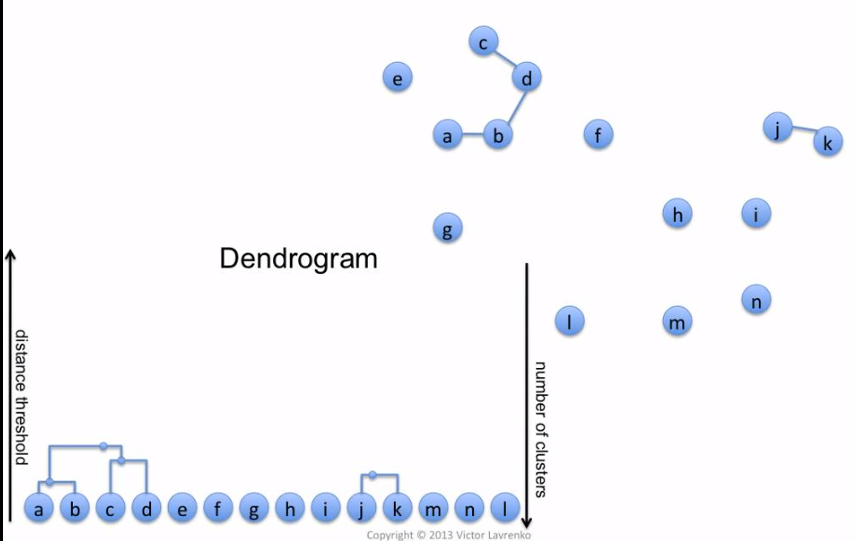 c
e
d
a
b
f
j
k
h
i
g
Dendrogram
n
l
m
distance threshold
number of clusters
a b c d e f g h i j k m n l
Copyright © 2013 Victor Lavrenko